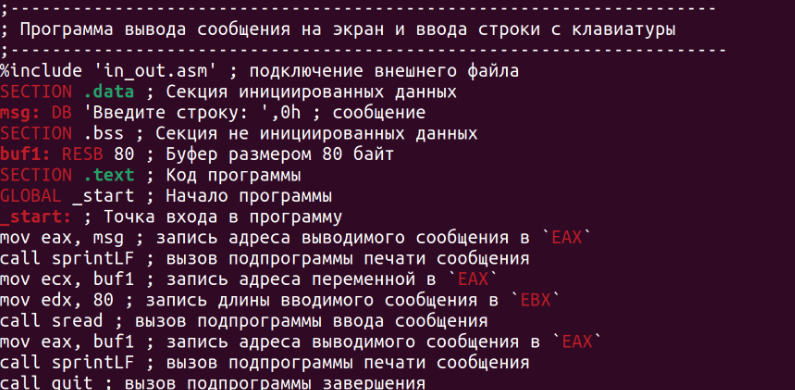 ;--------------------------------------------------------------------
; Программа вывода сообщения на экран и ввода строки с клавиатуры
;---------------------------------------------------------------------
%include 'in_out.asm' ; подключение внешнего файла
SECTION .data ; Секция инициированных данных
msg: DB 'Введите строку: ',0h ; сообщение
SECTION .bss ; Секция не инициированных данных
buf1: RESB 80 ; Буфер размером 80 байт
SECTION .text ; Код программы
GLOBAL _start ; Начало программы
_start: ; Точка входа в программу
mov eax, msg ; запись адреса выводимого сообщения в `EAX`
call sprintLF ; вызов подпрограммы печати сообщения
mov ecx, buf1 ; запись адреса переменной в `EAX`
mov edx, 80 ; запись длины вводимого сообщения в `EBX`
call sread ; вызов подпрограммы ввода сообщения
mov eax, buf1 ; запись адреса выводимого сообщения в `EAX`
call sprintLF ; вызов подпрограммы печати сообщения
call quit ; вызов подпрограммы завершения